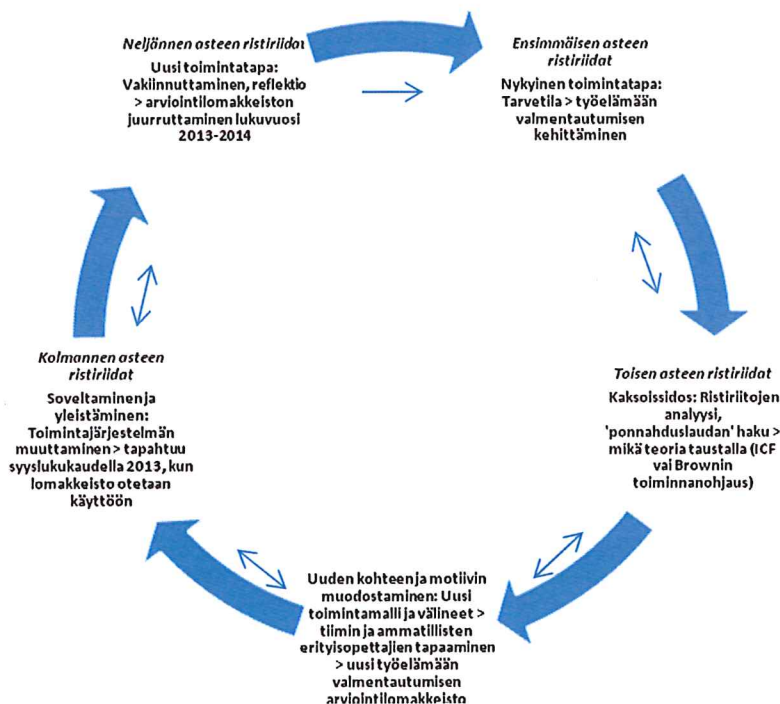 Neljännen asteen ristiriidat
Uusi toimintatapa:
Vakiinnuttaminen, reflektio
> arviointilomakkeiston
juurruttaminen lukuvuosi
2013-2014
Ensimmäisen asteen
ristiriidat
Nykyinen toimintatapa:
Tarvetila > työelämään
valmentautumisen
kehittäminen
Toisen asteen ristiriidat
Kaksoissidos: Ristiriitojen
analyysi,
'ponnahduslaudan' haku >
mikä teoria taustalla (ICF
vai Brownin
toiminnanohjaus)
Uuden kohteen ja motiivin
muodostaminen: Uusi
toimintamalli ja välineet >
tiimin ja ammatillisten
erityisopettajien tapaaminen
> uusi työelämään
valmentautumisen
arviointilomakkeisto
Kolmannen asteen
ristiriidat
Soveltaminen ja
yleistäminen:
Toimintajärjestelmän
muuttaminen > tapahtuu
syyslukukaudella 2013, kun
lomakkeisto otetaan
käyttöön